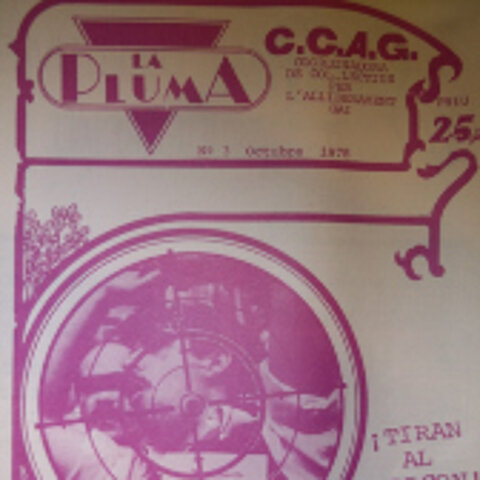 LA
PLUMA
C.C.A.G.
COORDINADORA
DE COL.LECTIUS
PER
L'ALLIBERAMENT
GAI
PREU
25,
Nº 3 Octubre 1978
¡TIRAN
AL